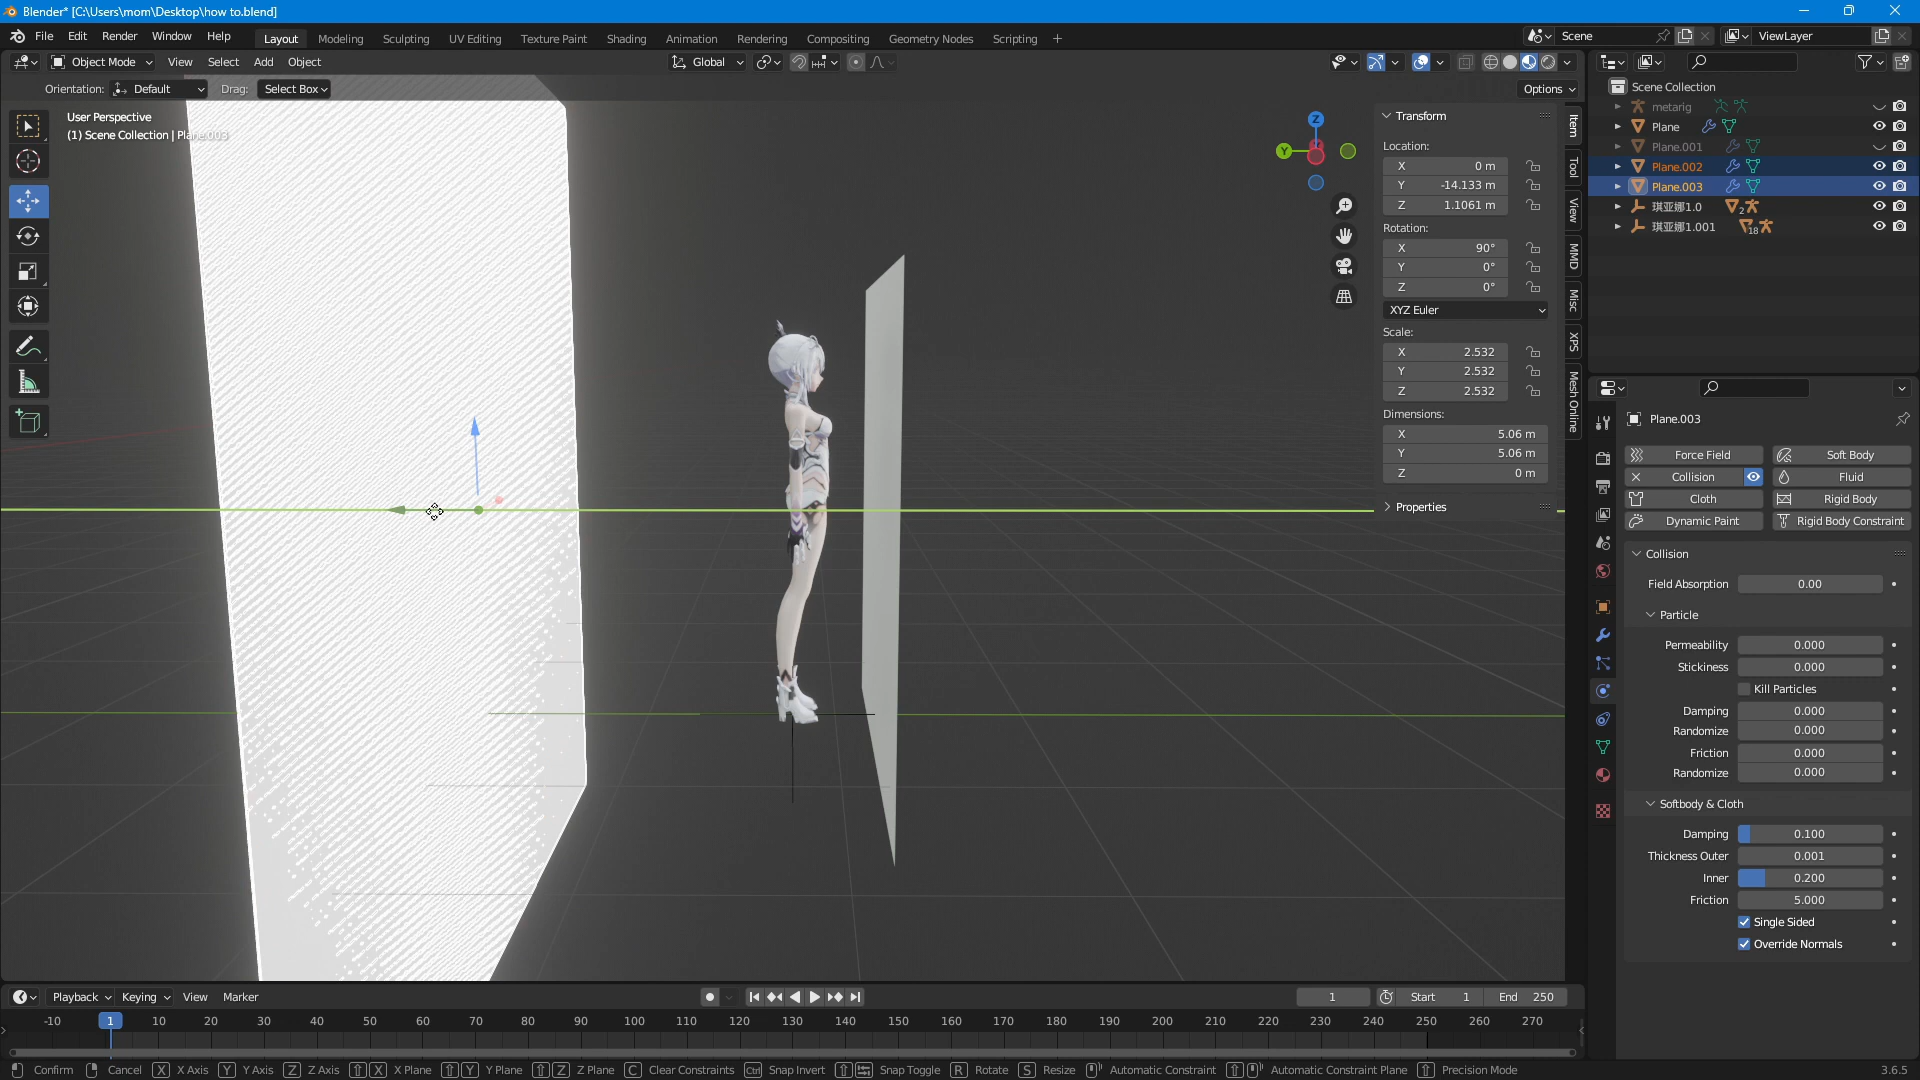 Blender* [C:\Users\mom\Desktop\how to.blend]
File Edit Render Window Help Layout Modeling Sculpting UV Editing Texture Paint Shading Animation Rendering Compositing Geometry Nodes Scripting + Scene ViewLayer
Object Mode View Select Add Object Global
Orientation: Default Drag: Select Box Options
User Perspective
(1) Scene Collection | Plane.003
Z
Y
Transform
Location:
X 0 m
Y -14.133 m
Z 1.1061 m
Rotation:
X 90°
Y 0°
Z 0°
XYZ Euler
Scale:
X 2.532
Y 2.532
Z 2.532
Dimensions:
X 5.06 m
Y 5.06 m
Z 0 m
Properties
Item
Tool
View
MMD
Misc
XPS
Mesh Online
Scene Collection
metarig
Plane
Plane.001
Plane.002
Plane.003
琪亚娜1.0 2
琪亚娜1.001 18
Plane.003
Force Field Soft Body
Collision Fluid
Cloth Rigid Body
Dynamic Paint Rigid Body Constraint
Collision
Field Absorption 0.00
Particle
Permeability 0.000
Stickiness 0.000
Kill Particles
Damping 0.000
Randomize 0.000
Friction 0.000
Randomize 0.000
Softbody & Cloth
Damping 0.100
Thickness Outer 0.001
Inner 0.200
Friction 5.000
Single Sided
Override Normals
Playback Keying View Marker 1 Start 1 End 250
-10 1 10 20 30 40 50 60 70 80 90 100 110 120 130 140 150 160 170 180 190 200 210 220 230 240 250 260 270
Confirm Cancel X X Axis Y Y Axis Z Z Axis X X Plane Y Y Plane Z Z Plane C Clear Constraints Ctrl Snap Invert Snap Toggle R Rotate S Resize Automatic Constraint Automatic Constraint Plane Precision Mode 3.6.5